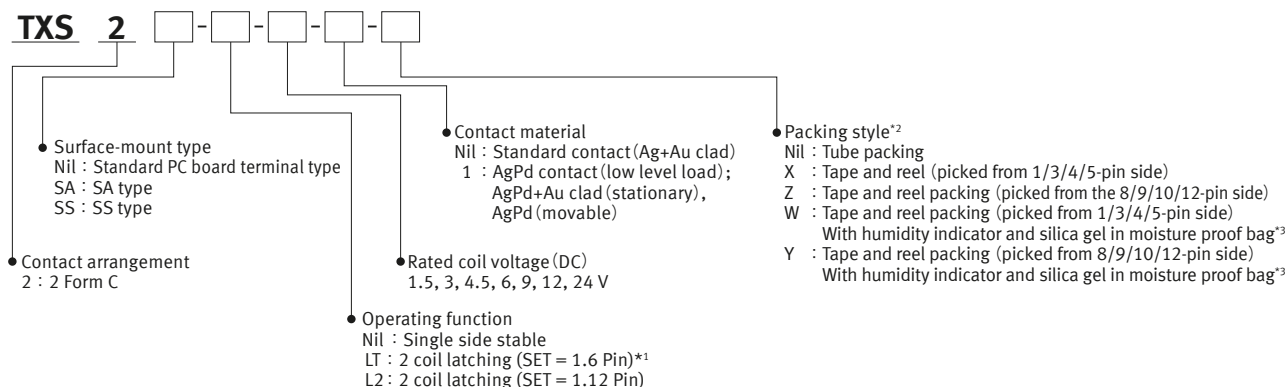 TXS 2 - - - -
Surface-mount type
Nil : Standard PC board terminal type
SA : SA type
SS : SS type
Contact arrangement
2 : 2 Form C
Operating function
Nil : Single side stable
LT : 2 coil latching (SET = 1.6 Pin)*1
L2 : 2 coil latching (SET = 1.12 Pin)
Rated coil voltage (DC)
1.5, 3, 4.5, 6, 9, 12, 24 V
Contact material
Nil : Standard contact (Ag+Au clad)
1 : AgPd contact (low level load);
AgPd+Au clad (stationary),
AgPd (movable)
Packing style*2
Nil : Tube packing
X : Tape and reel (picked from 1/3/4/5-pin side)
Z : Tape and reel packing (picked from the 8/9/10/12-pin side)
W : Tape and reel packing (picked from 1/3/4/5-pin side)
With humidity indicator and silica gel in moisture proof bag*3
Y : Tape and reel packing (picked from 8/9/10/12-pin side)
With humidity indicator and silica gel in moisture proof bag*3